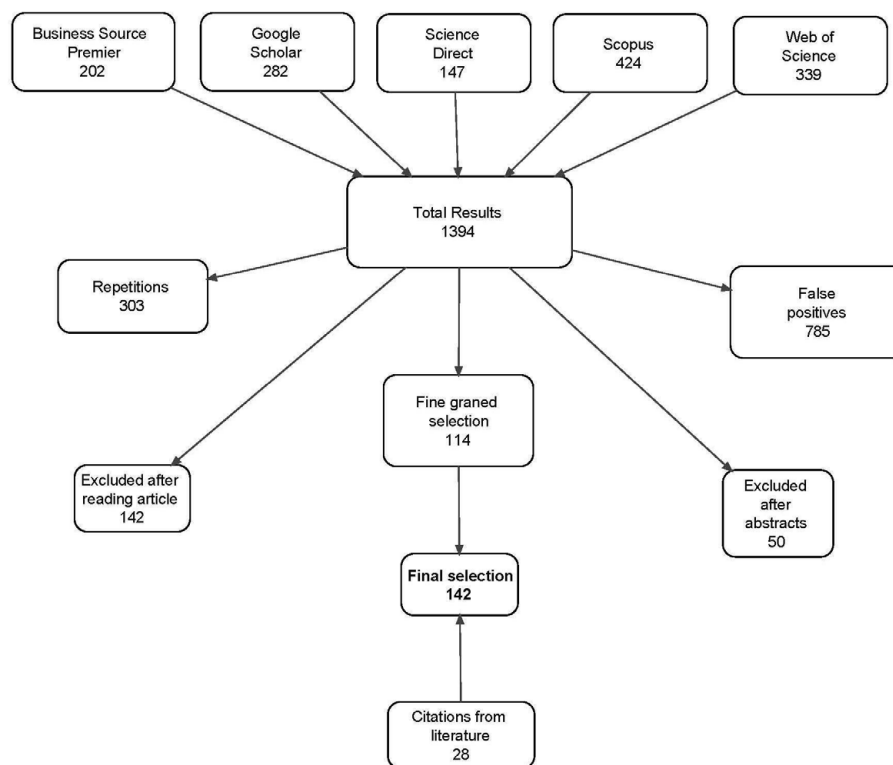 Business Source
Premier
202
Google
Scholar
282
Science
Direct
147
Scopus
424
Web of
Science
339
Total Results
1394
Repetitions
303
False
positives
785
Fine graned
selection
114
Excluded after
reading article
142
Excluded
after
abstracts
50
Final selection
142
Citations from
literature
28